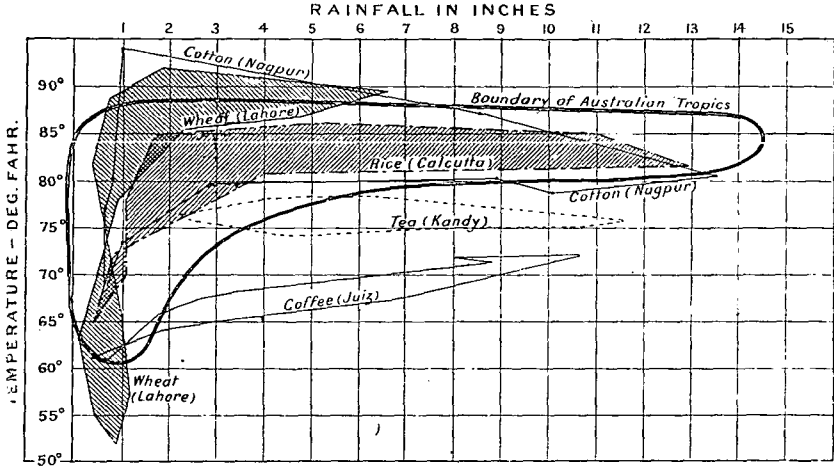 RAINFALL IN INCHES
1 2 3 4 5 6 7 8 9 10 11 12 13 14 15
TEMPERATURE — DEG. FAHR.
90°
85°
80°
75°
70°
65°
60°
55°
50°
Cotton (Nagpur)
Boundary of Australian Tropics
Wheat (Lahore)
Rice (Calcutta)
Cotton (Nagpur)
Tea (Kandy)
Coffee (Juiz)
Wheat
(Lahore)